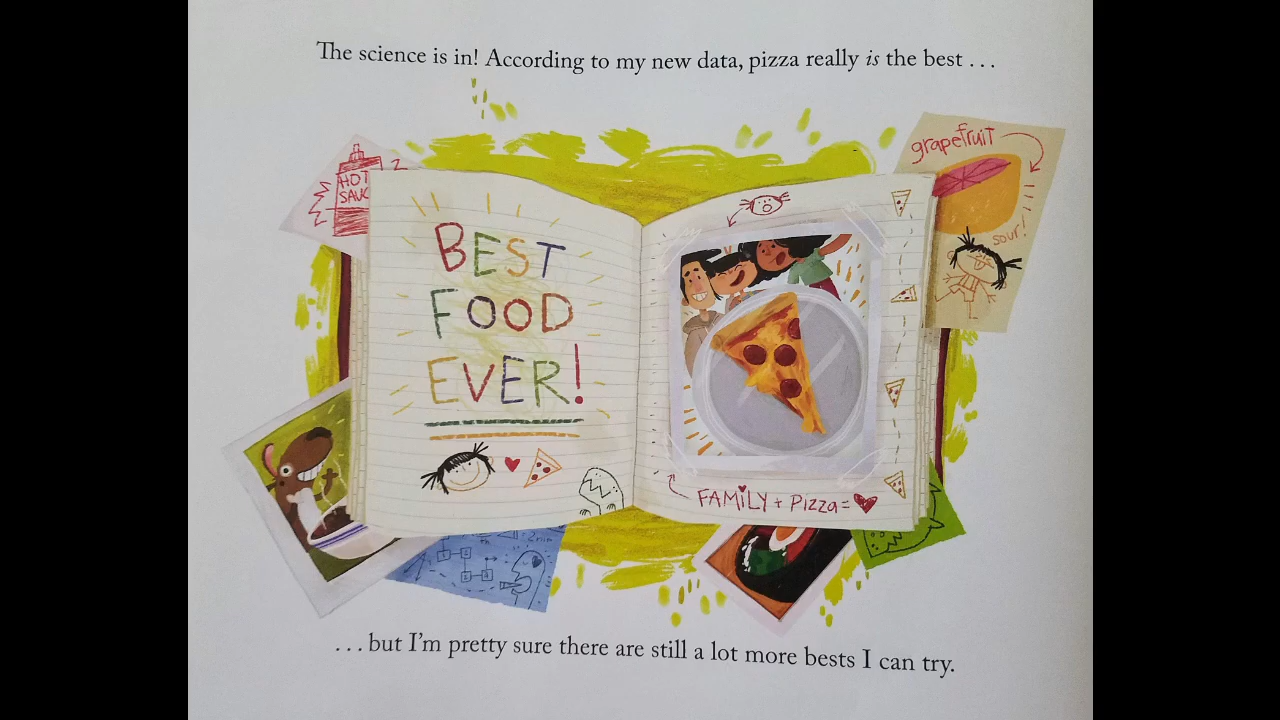 The science is in! According to my new data, pizza really is the best . . .
HOT
SAUC
grapefruit
sour!
BEST
FOOD
EVER!
FAMiLY + Pizza =
. . . but I’m pretty sure there are still a lot more bests I can try.